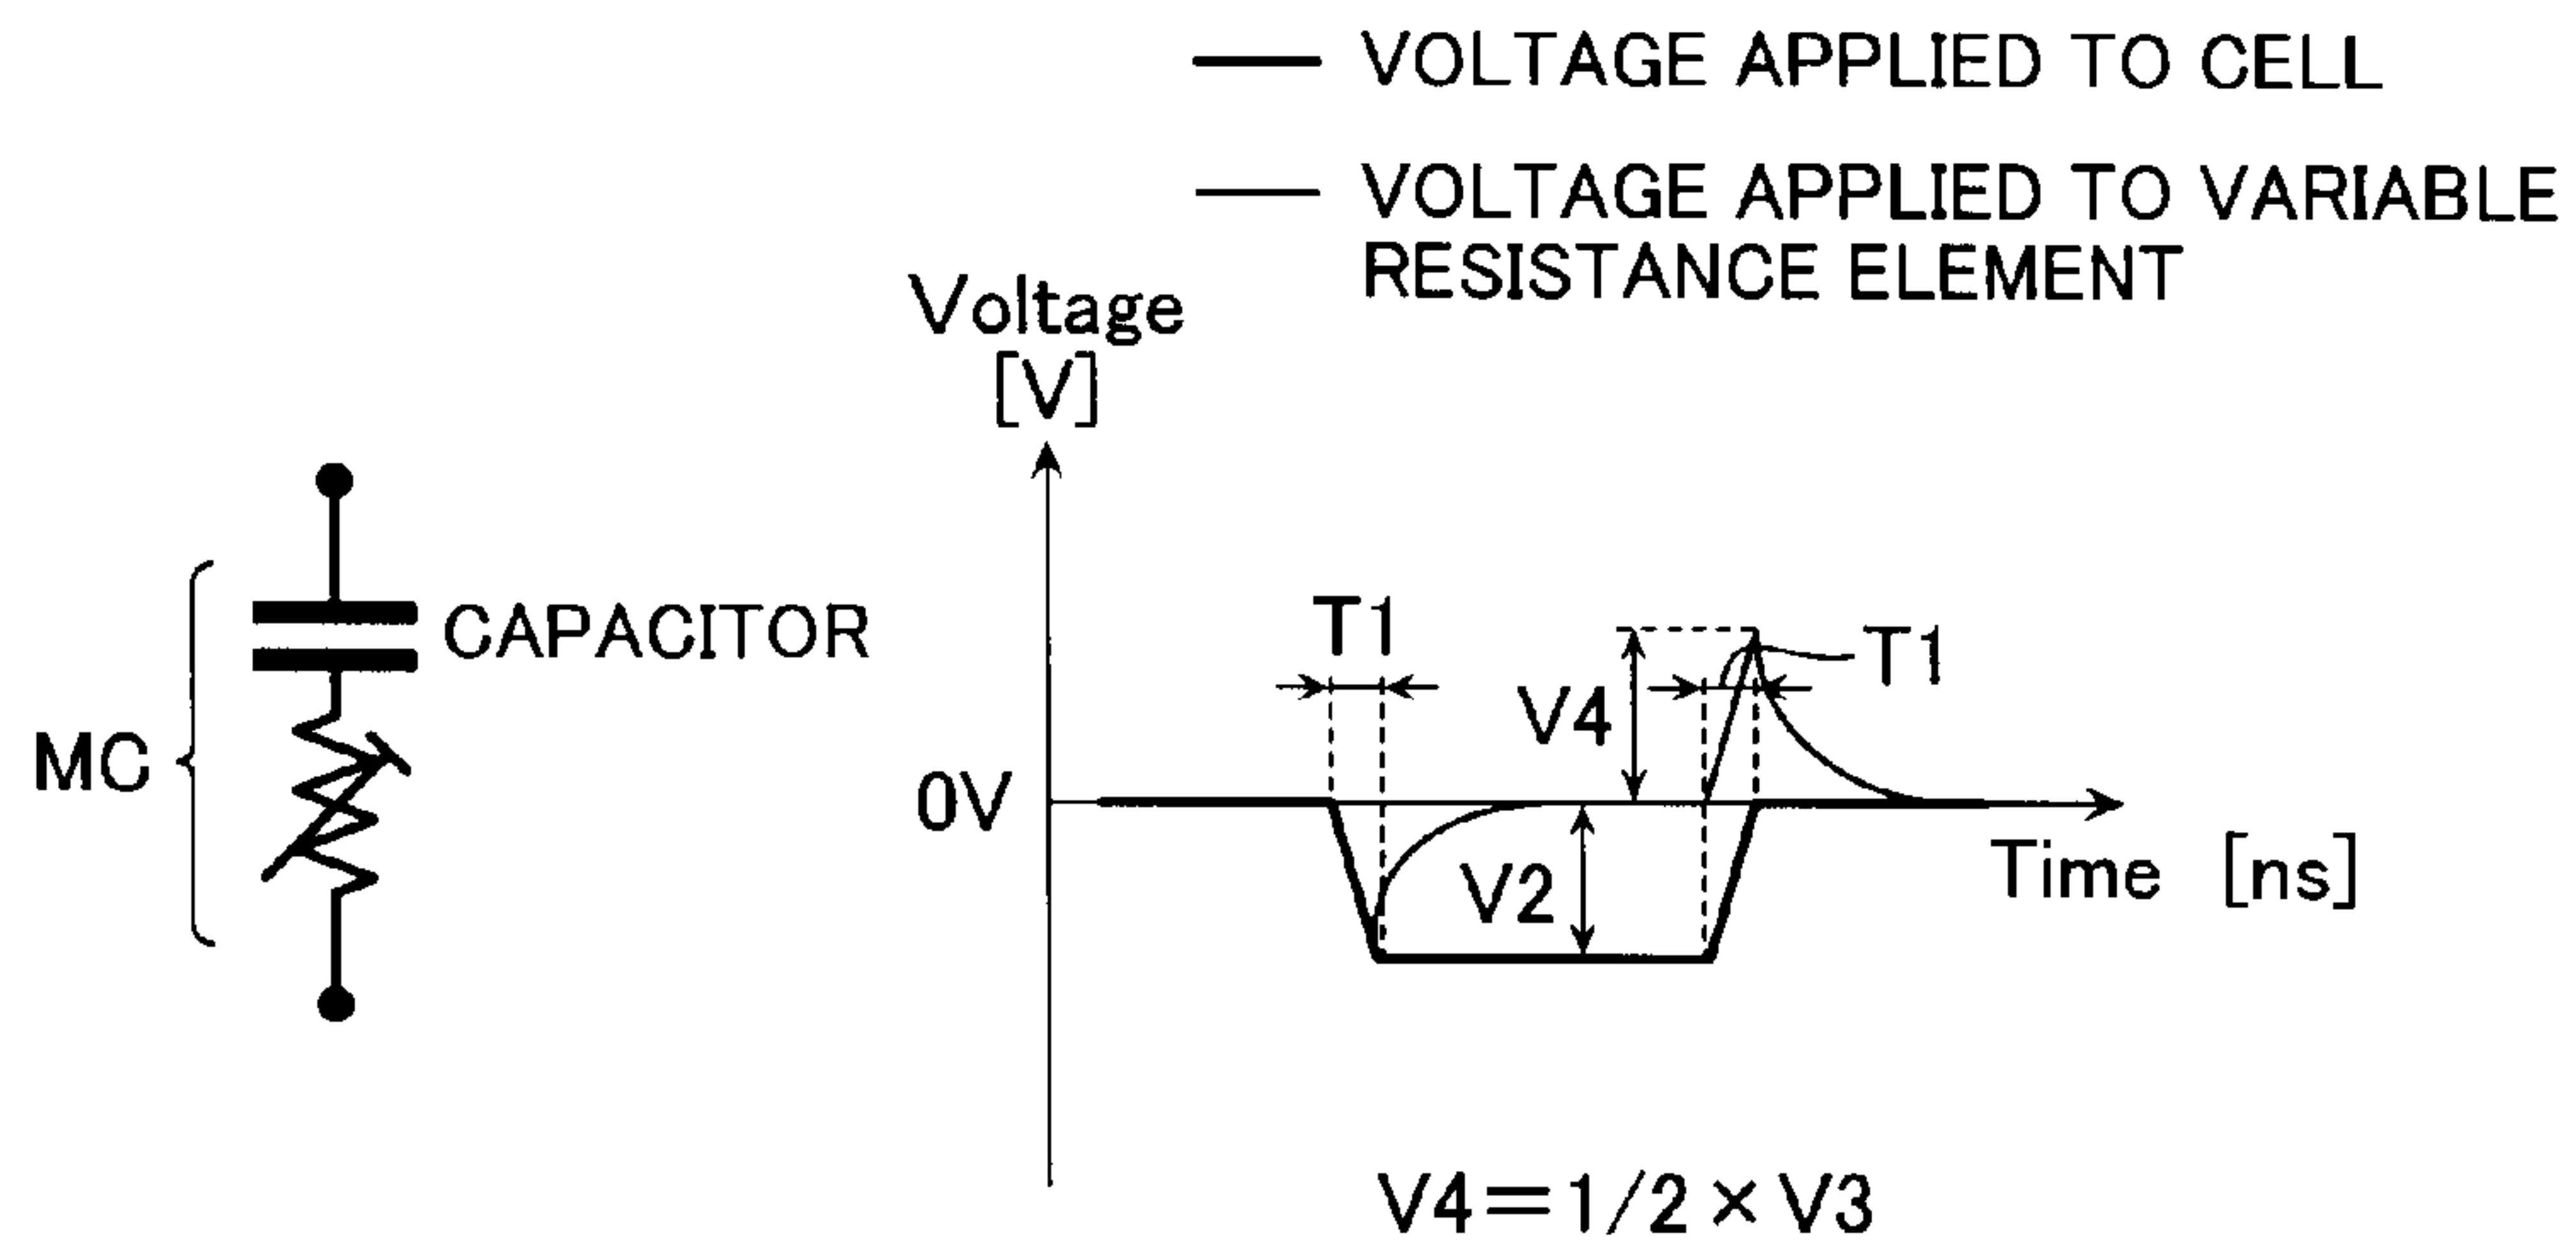 VOLTAGE APPLIED TO CELL
VOLTAGE APPLIED TO VARIABLE
RESISTANCE ELEMENT
Voltage
[V]
CAPACITOR
MC
T1
T1
V4
0V
V2
Time [ns]
V4=1/2×V3